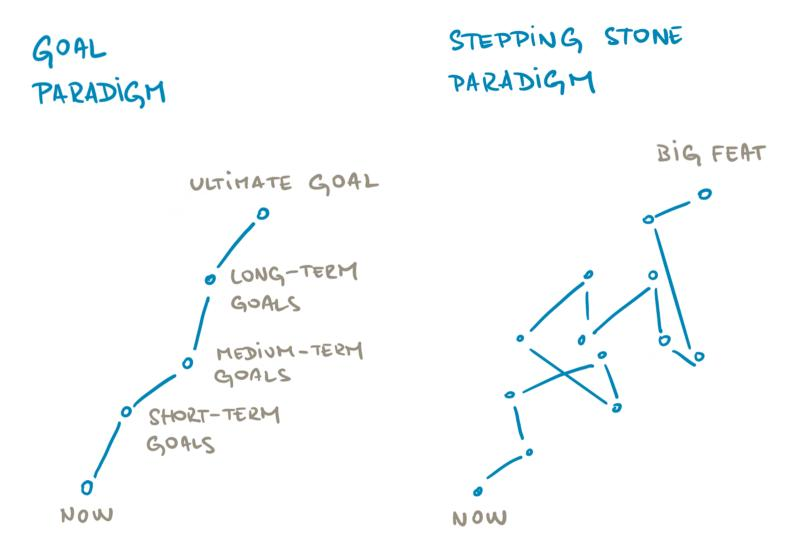 GOAL
PARADIGM
ULTIMATE GOAL
LONG-TERM
GOALS
MEDIUM-TERM
GOALS
SHORT-TERM
GOALS
NOW
STEPPING STONE
PARADIGM
BIG FEAT
NOW